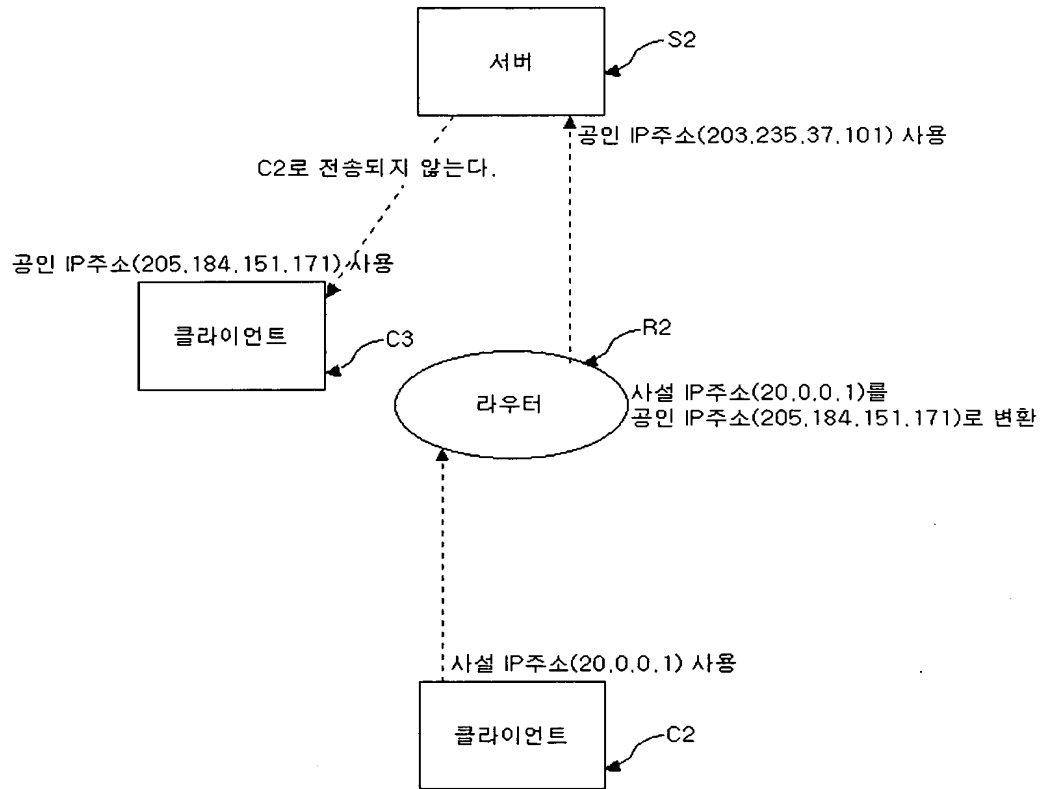 서버
S2
공인 IP주소(203.235.37.101) 사용
C2로 전송되지 않는다.
공인 IP주소(205.184.151.171) 사용
클라이언트
C3
R2
라우터
사설 IP주소(20.0.0.1)를
공인 IP주소(205.184.151.171)로 변환
사설 IP주소(20.0.0.1) 사용
클라이언트
C2